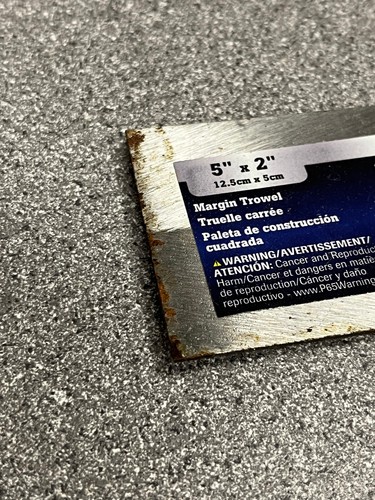 5" x 2"
12.5cm x 5cm
Margin Trowel
Truelle carrée
Paleta de construcción
cuadrada
⚠WARNING/AVERTISSEMENT/
ATENCIÓN: Cancer and Reproduc
Harm/Cancer et dangers en matiè
de reproduction/Cáncer y daño
reproductivo - www.P65Warning